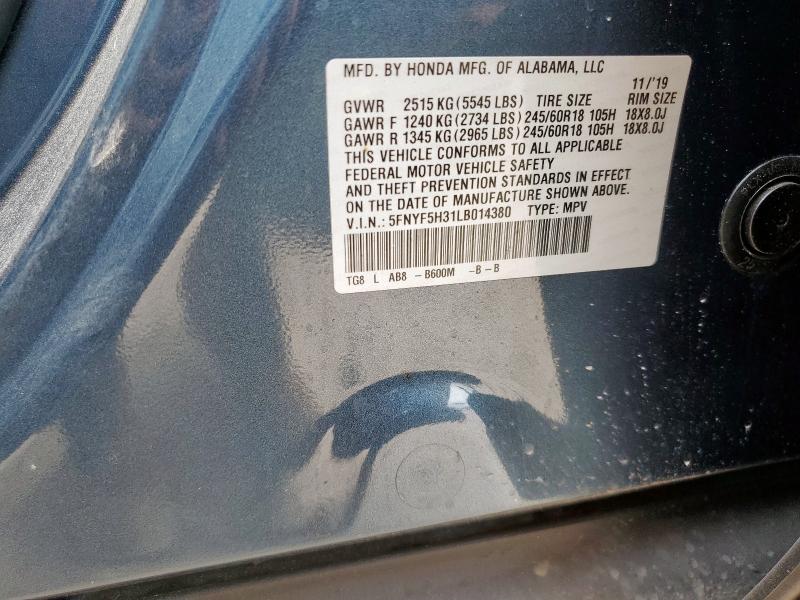 MFD. BY HONDA MFG. OF ALABAMA, LLC
11/'19
GVWR 2515 KG (5545 LBS) TIRE SIZE RIM SIZE
GAWR F 1240 KG (2734 LBS) 245/60R18 105H 18X8.0J
GAWR R 1345 KG (2965 LBS) 245/60R18 105H 18X8.0J
THIS VEHICLE CONFORMS TO ALL APPLICABLE
FEDERAL MOTOR VEHICLE SAFETY
AND THEFT PREVENTION STANDARDS IN EFFECT
ON THE DATE OF MANUFACTURE SHOWN ABOVE.
V.I.N.: 5FNYF5H31LB014380 TYPE: MPV
TG8 L AB8 -B600M -B-B